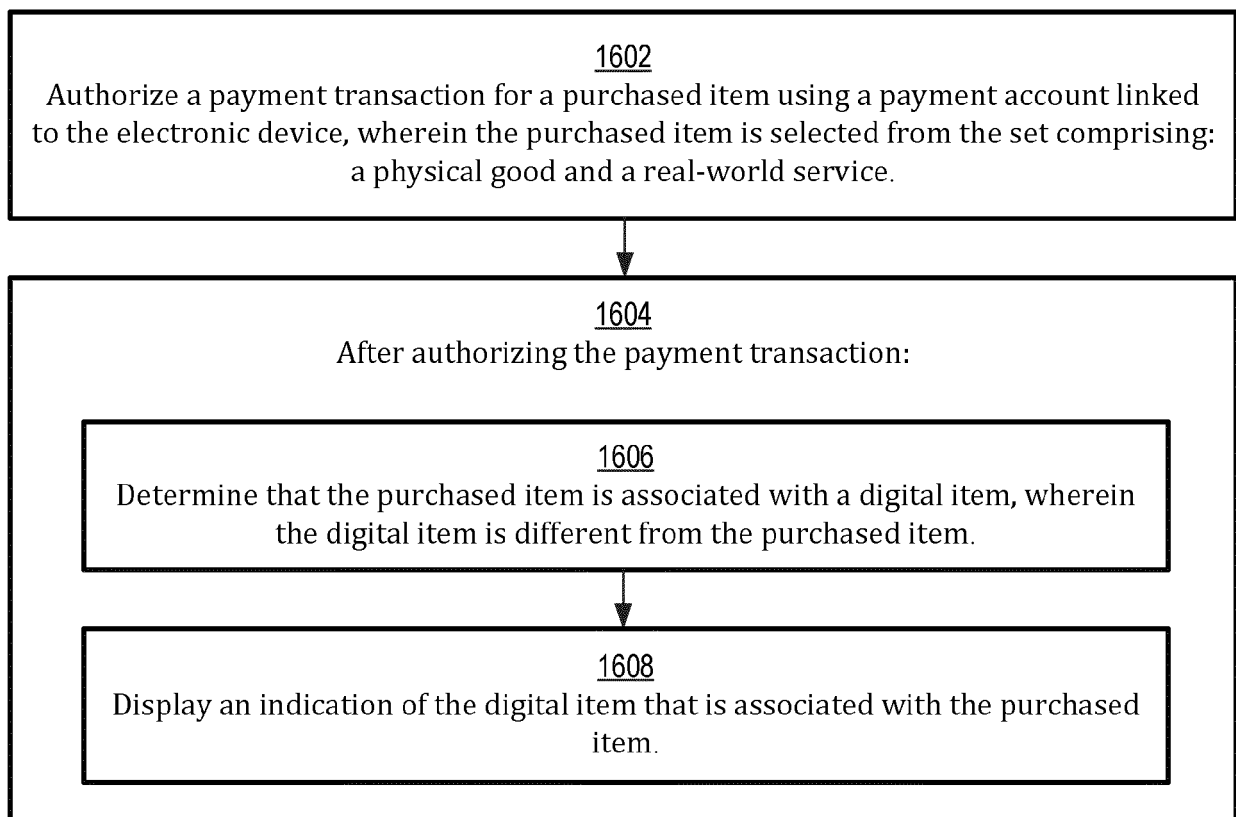 1602
Authorize a payment transaction for a purchased item using a payment account linked
to the electronic device, wherein the purchased item is selected from the set comprising:
a physical good and a real-world service.
1604
After authorizing the payment transaction:
1606
Determine that the purchased item is associated with a digital item, wherein
the digital item is different from the purchased item.
1608
Display an indication of the digital item that is associated with the purchased
item.